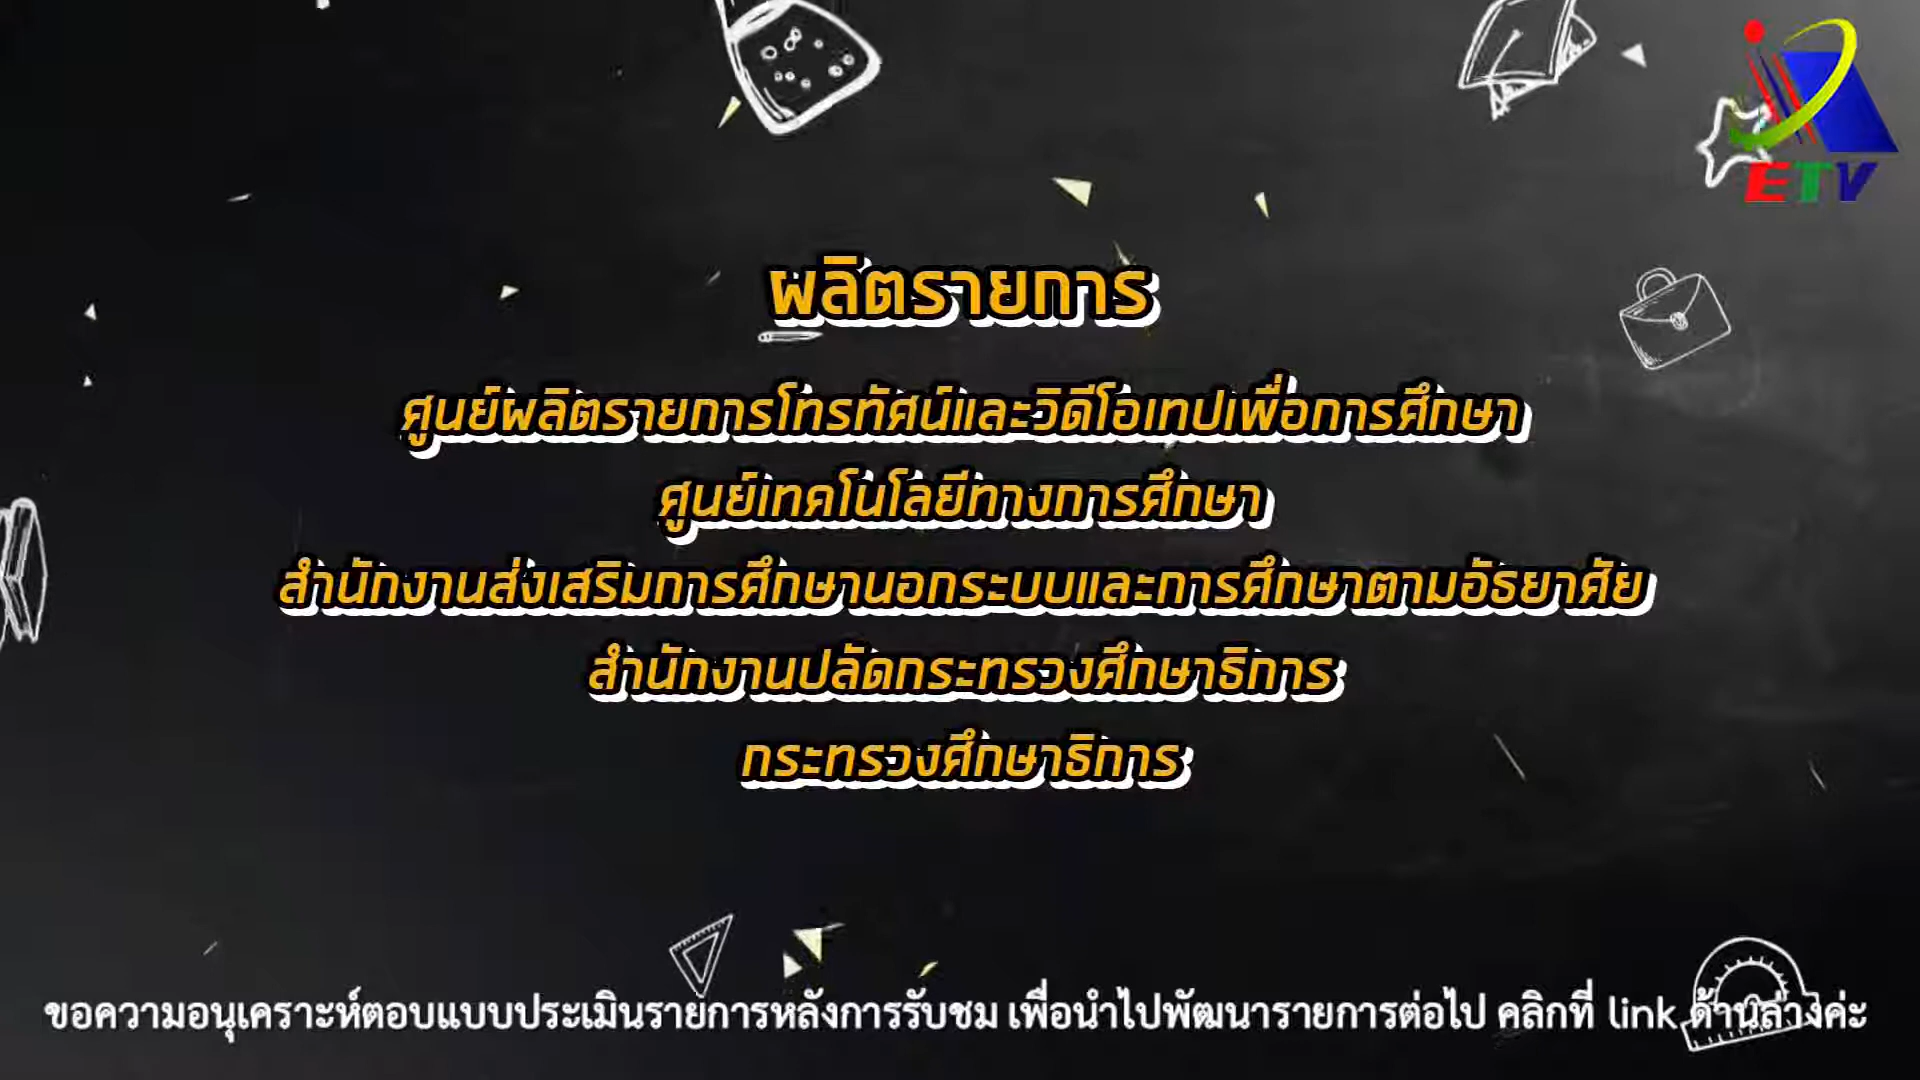 ETV
ผลิตรายการ
ศูนย์ผลิตรายการโทรทัศน์และวิดีโอเทปเพื่อการศึกษา
ศูนย์เทคโนโลยีทางการศึกษา
สำนักงานส่งเสริมการศึกษานอกระบบและการศึกษาตามอัธยาศัย
สำนักงานปลัดกระทรวงศึกษาธิการ
กระทรวงศึกษาธิการ
ขอความอนุเคราะห์ตอบแบบประเมินรายการหลังการรับชม เพื่อนำไปพัฒนารายการต่อไป คลิกที่ link ด้านล่างค่ะ